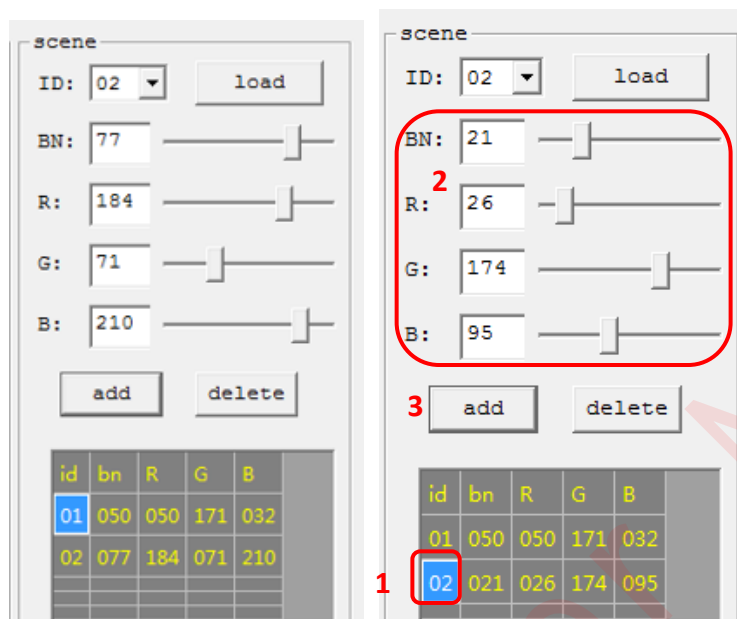 scene
ID: 02 load
BN: 77
R: 184
G: 71
B: 210
add delete
id bn R G B
01 050 050 171 032
02 077 184 071 210
scene
ID: 02 load
BN: 21
2
R: 26
G: 174
B: 95
3 add delete
id bn R G B
01 050 050 171 032
1 02 021 026 174 095